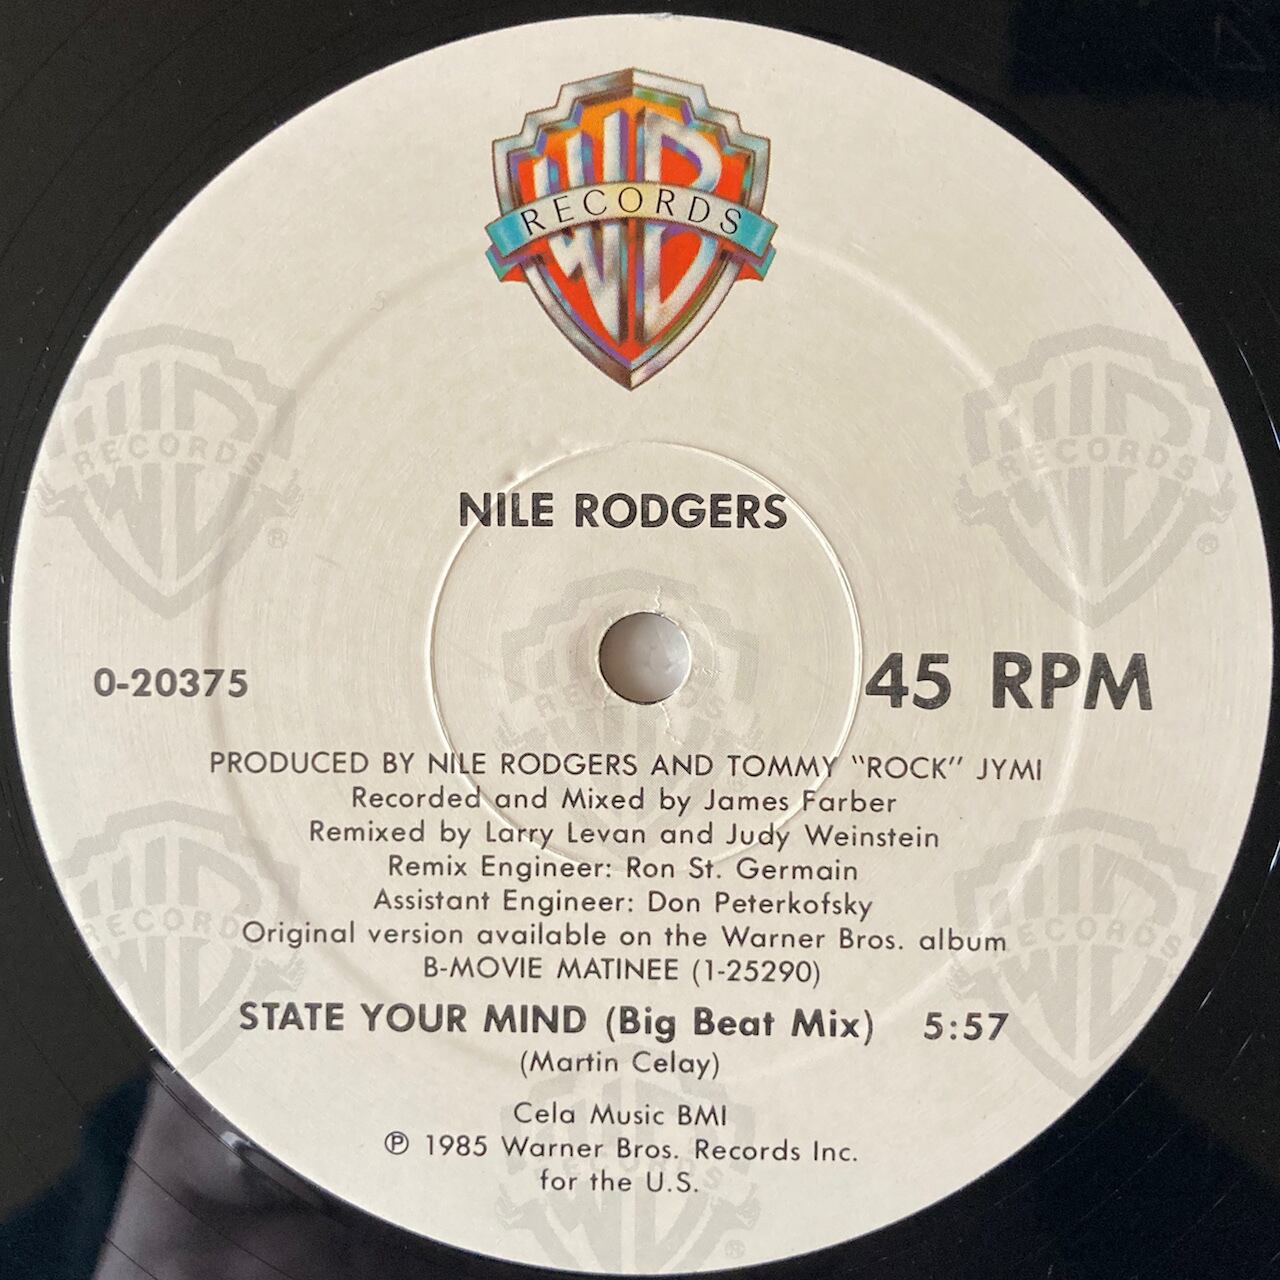 WB
RECORDS
NILE RODGERS
0-20375
45 RPM
PRODUCED BY NILE RODGERS AND TOMMY "ROCK" JYMI
Recorded and Mixed by James Farber
Remixed by Larry Levan and Judy Weinstein
Remix Engineer: Ron St. Germain
Assistant Engineer: Don Peterkofsky
Original version available on the Warner Bros. album
B-MOVIE MATINEE (1-25290)
STATE YOUR MIND (Big Beat Mix) 5:57
(Martin Celay)
Cela Music BMI
℗ 1985 Warner Bros. Records Inc.
for the U.S.